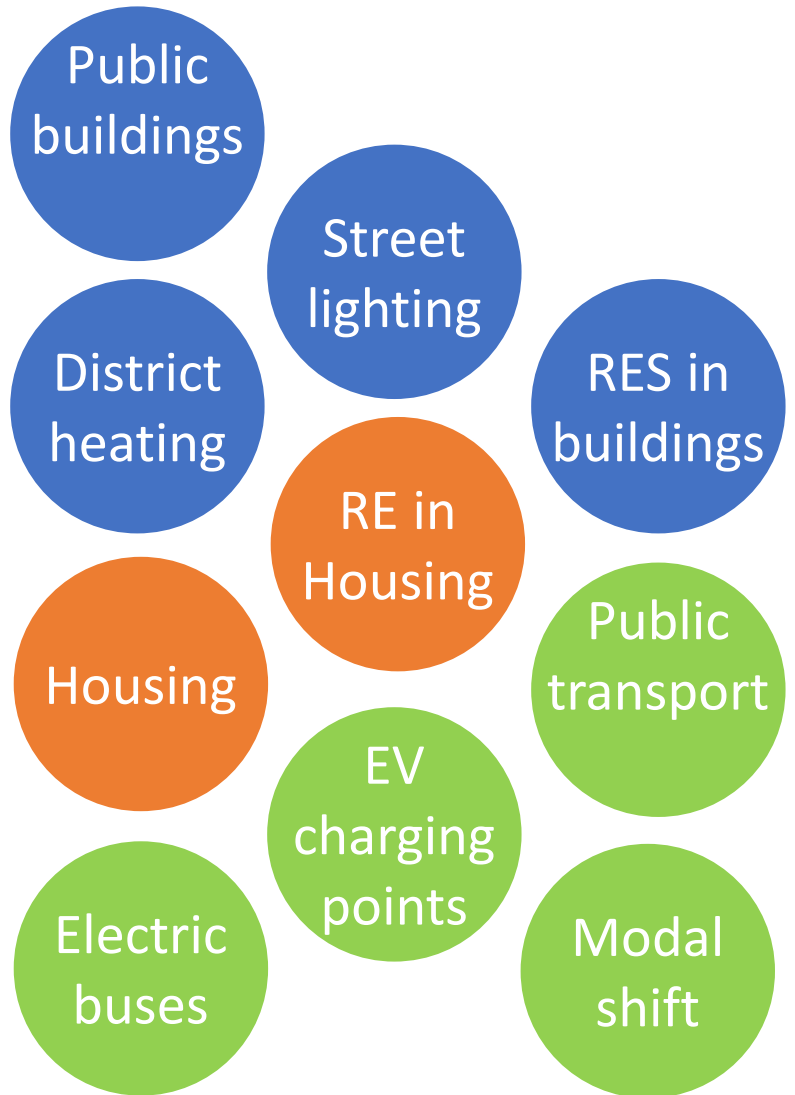 Public
buildings
Street
lighting
District
heating
RES in
buildings
RE in
Housing
Housing
Public
transport
EV
charging
points
Electric
buses
Modal
shift